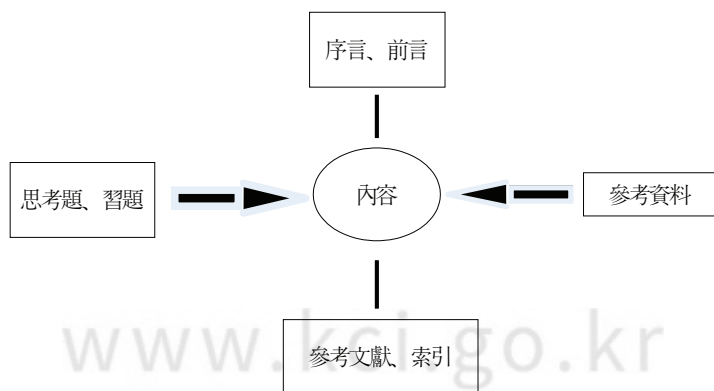 序言、前言
思考題、習題
內容
參考資料
參考文獻、索引
www.kci.go.kr